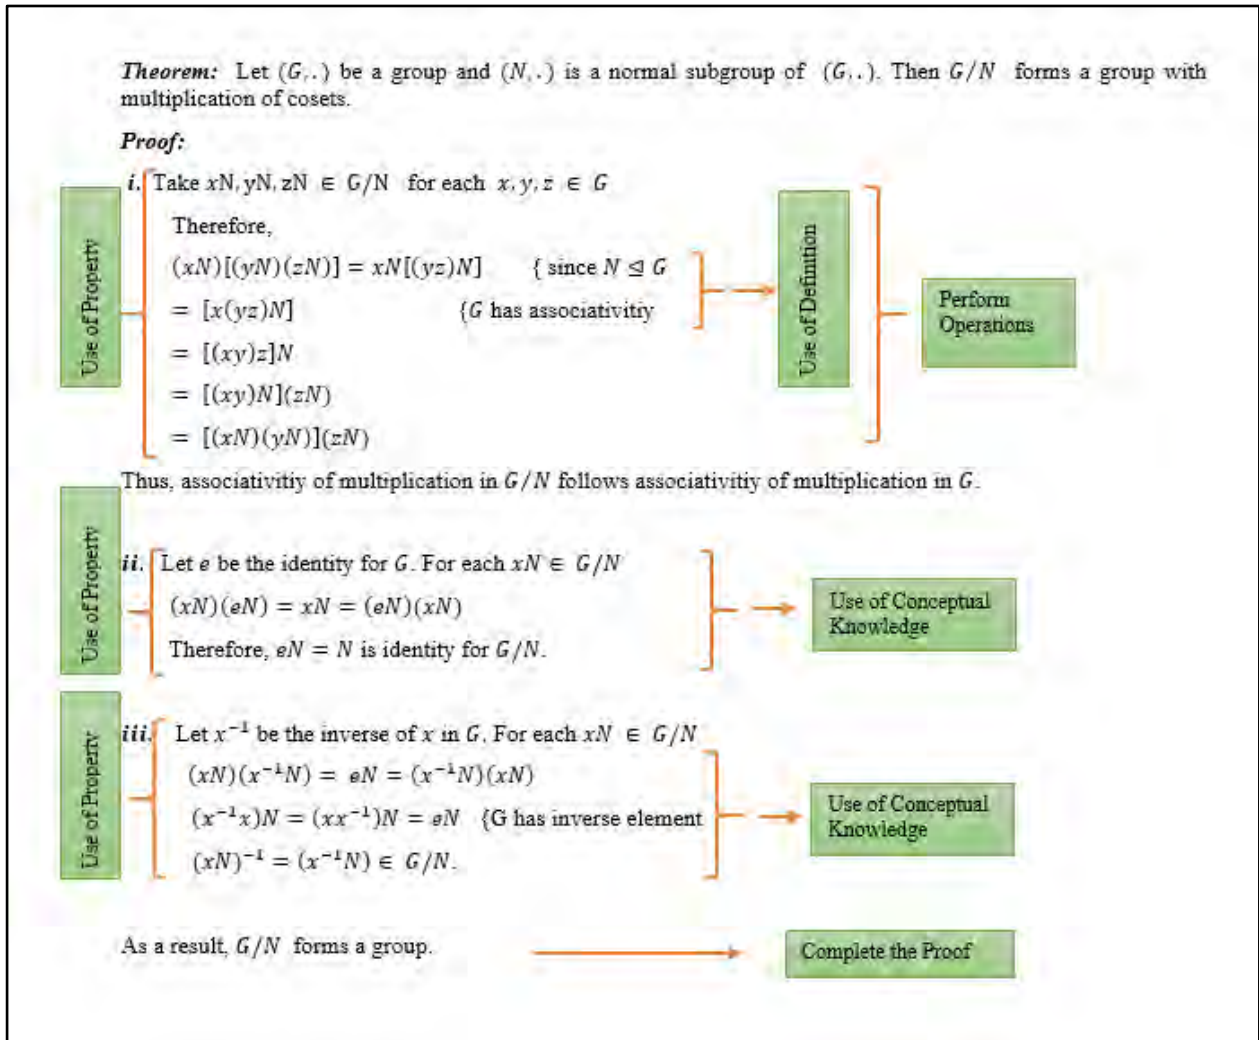 Theorem: Let (G,.) be a group and (N,.) is a normal subgroup of (G,.). Then G/N forms a group with
multiplication of cosets.
Proof:
Use of Property
i. Take xN, yN, zN ∈ G/N for each x, y, z ∈ G
Therefore,
(xN)[(yN)(zN)] = xN[(yz)N] { since N ⊴ G
= [x(yz)N] {G has associativitiy
= [(xy)z]N
= [(xy)N](zN)
= [(xN)(yN)](zN)
Use of Definition
Perform
Operations
Thus, associativitiy of multiplication in G/N follows associativitiy of multiplication in G.
Use of Property
ii. Let e be the identity for G. For each xN ∈ G/N
(xN)(eN) = xN = (eN)(xN)
Therefore, eN = N is identity for G/N.
Use of Conceptual
Knowledge
Use of Property
iii. Let x⁻¹ be the inverse of x in G. For each xN ∈ G/N
(xN)(x⁻¹N) = eN = (x⁻¹N)(xN)
(x⁻¹x)N = (xx⁻¹)N = eN {G has inverse element
(xN)⁻¹ = (x⁻¹N) ∈ G/N.
Use of Conceptual
Knowledge
As a result, G/N forms a group.
Complete the Proof